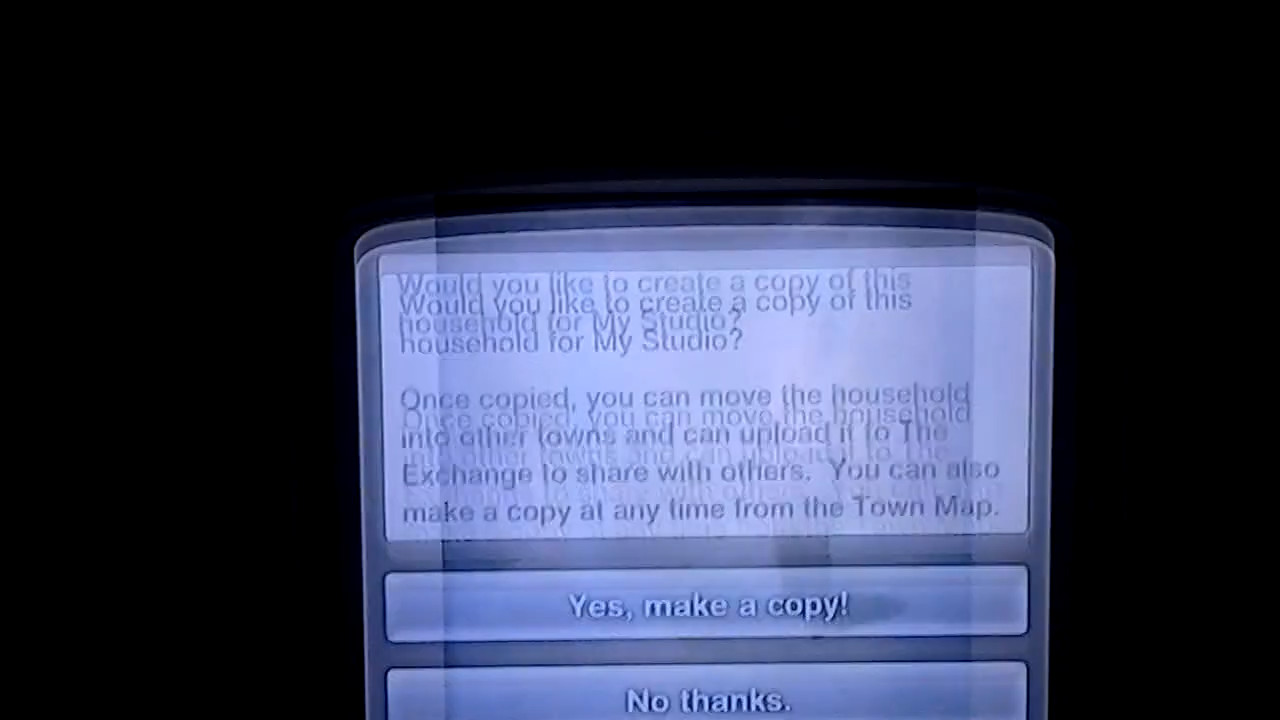 Would you like to create a copy of this
household for My Studio?
Once copied, you can move the household
into other towns and can upload it to The
Exchange to share with others. You can also
make a copy at any time from the Town Map.
Yes, make a copy!
No thanks.